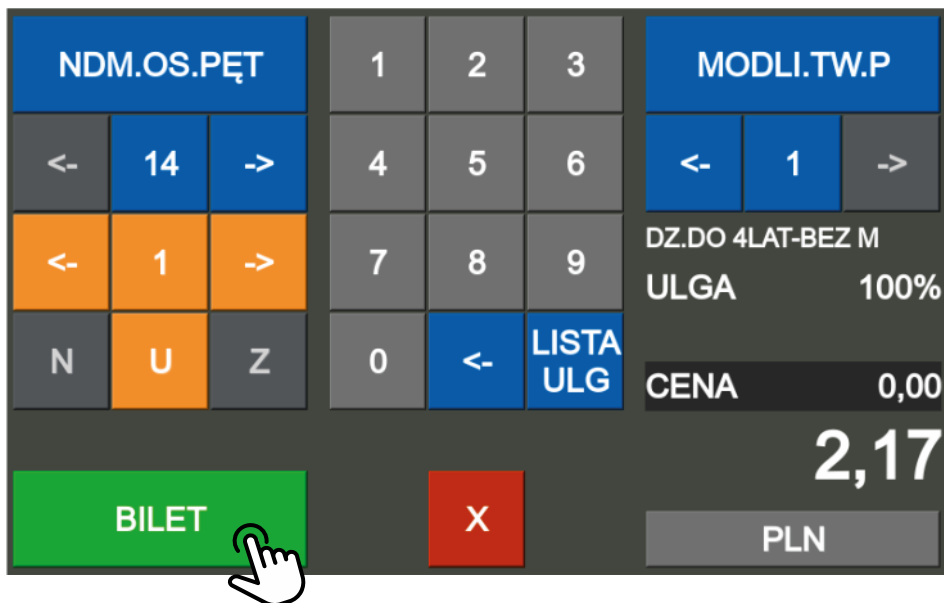 NDM.OS.PĘT 1 2 3 MODLI.TW.P
<- 14 -> 4 5 6 <- 1 ->
<- 1 -> 7 8 9 DZ.DO 4LAT-BEZ M
ULGA 100%
N U Z 0 <- LISTA ULG
CENA 0,00
2,17
BILET X PLN